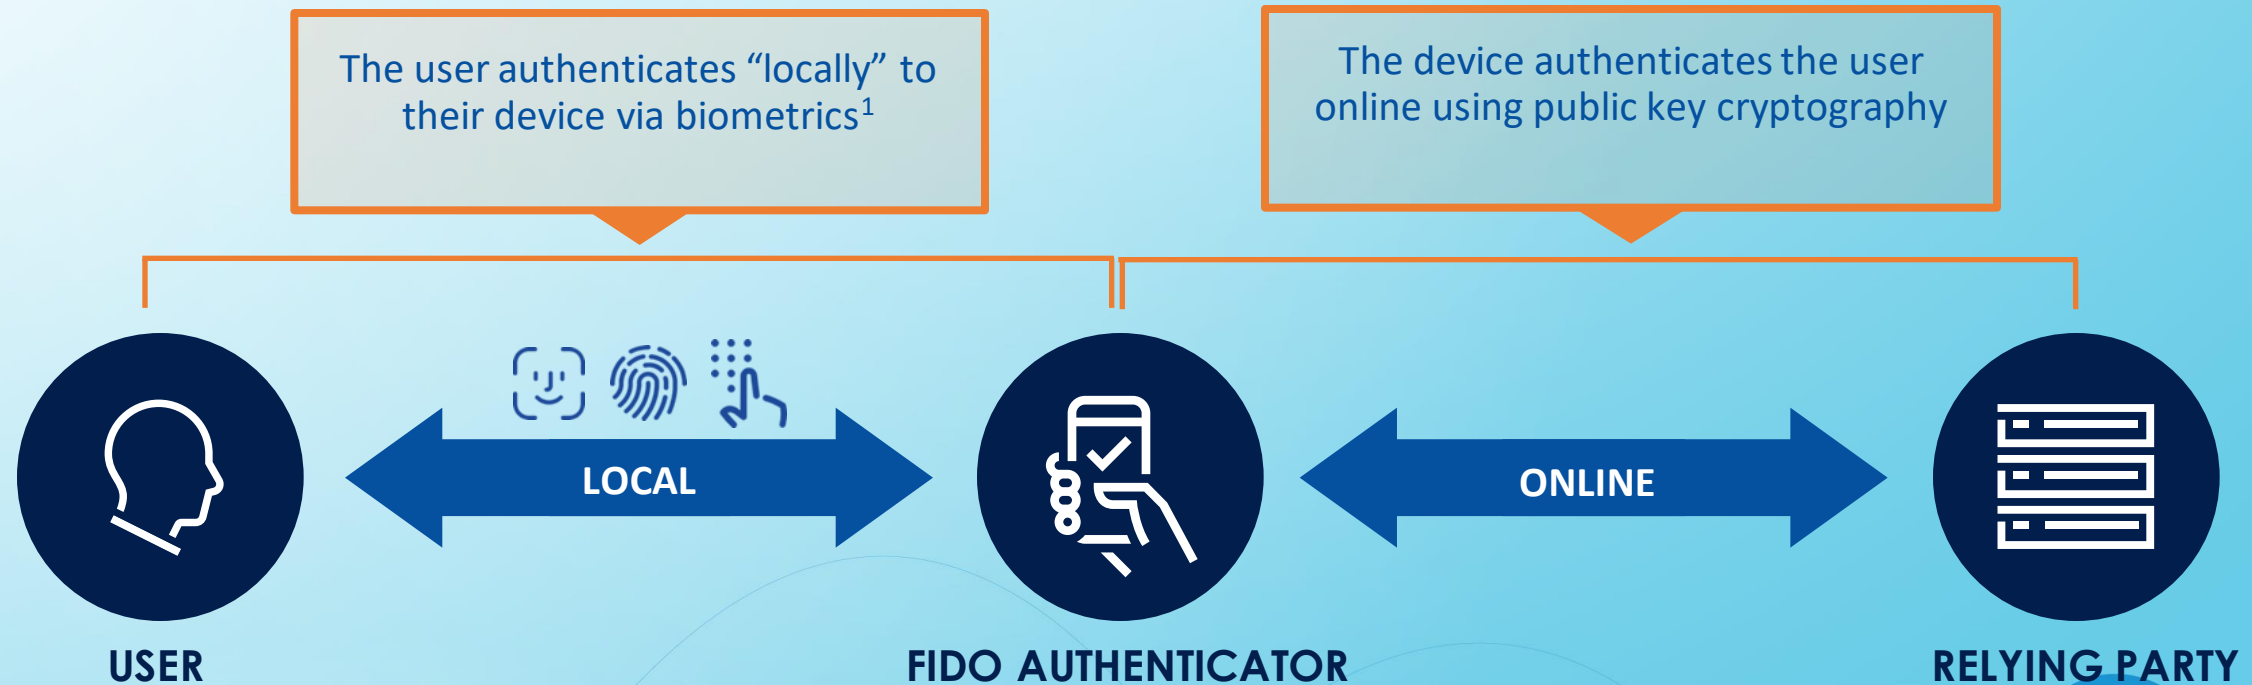 The user authenticates “locally” to
their device via biometrics¹
The device authenticates the user
online using public key cryptography
LOCAL
ONLINE
USER
FIDO AUTHENTICATOR
RELYING PARTY